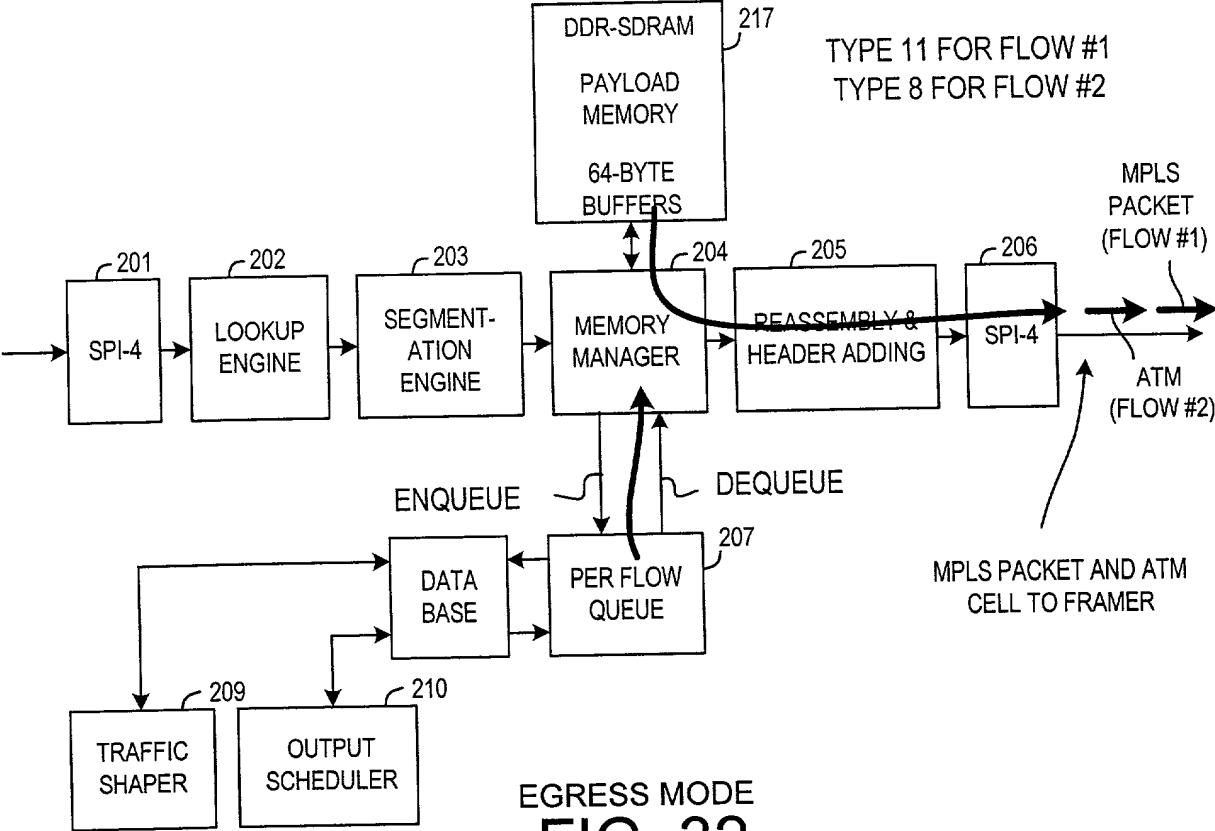 DDR-SDRAM
PAYLOAD
MEMORY
64-BYTE
BUFFERS
217
TYPE 11 FOR FLOW #1
TYPE 8 FOR FLOW #2
MPLS
PACKET
(FLOW #1)
201
SPI-4
202
LOOKUP
ENGINE
203
SEGMENT-
ATION
ENGINE
204
MEMORY
MANAGER
205
REASSEMBLY &
HEADER ADDING
206
SPI-4
ATM
(FLOW #2)
ENQUEUE
DEQUEUE
207
DATA
BASE
PER FLOW
QUEUE
MPLS PACKET AND ATM
CELL TO FRAMER
209
TRAFFIC
SHAPER
210
OUTPUT
SCHEDULER
EGRESS MODE